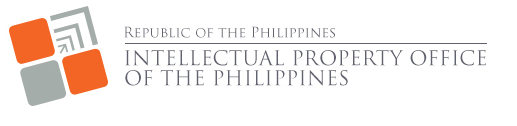 Republic of the Philippines
INTELLECTUAL PROPERTY OFFICE
OF THE PHILIPPINES